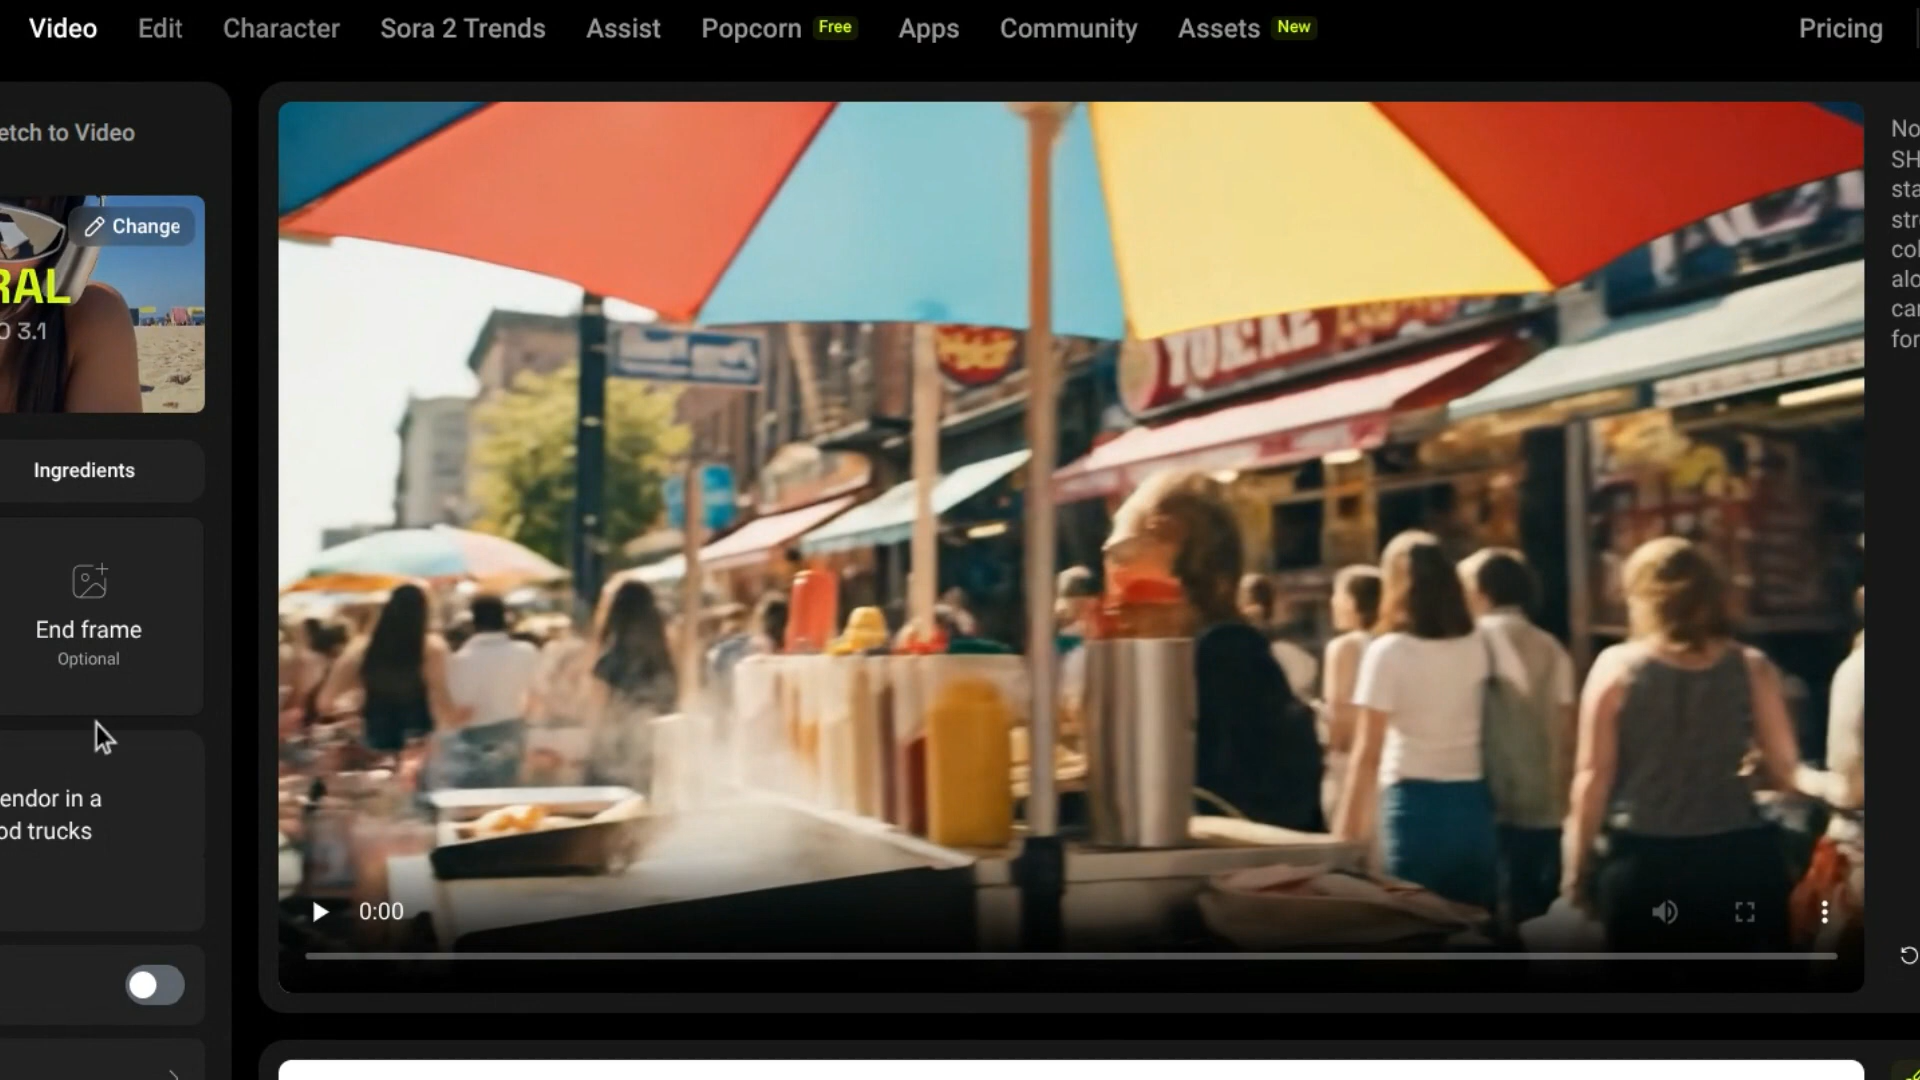 Video Edit Character Sora 2 Trends Assist Popcorn Free Apps Community Assets New Pricing
etch to Video
Change
RAL
O 3.1
Ingredients
End frame
Optional
endor in a
od trucks
0:00
No
SH
sta
stre
col
alo
car
for